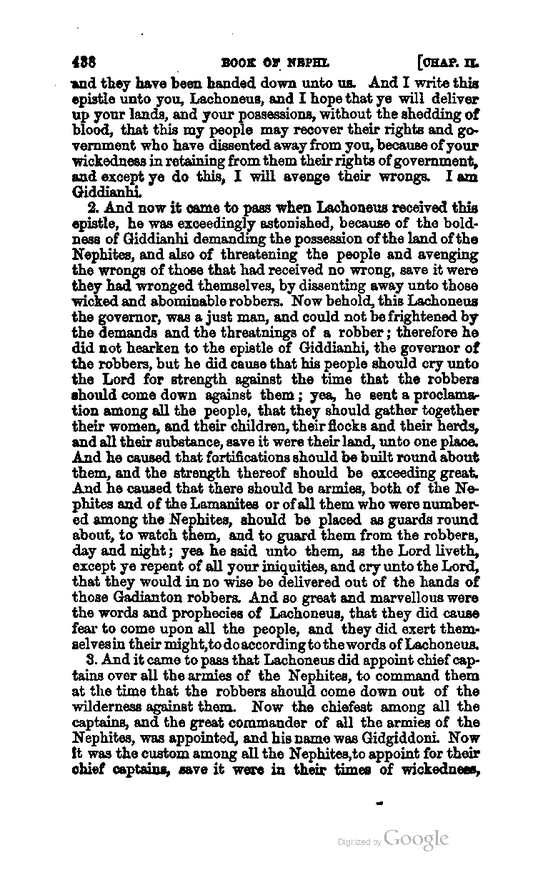 438 BOOK OF NEPHI. [CHAP. II.
and they have been handed down unto us. And I write this
epistle unto you, Lachoneus, and I hope that ye will deliver
up your lands, and your possessions, without the shedding of
blood, that this my people may recover their rights and go-
vernment who have dissented away from you, because of your
wickedness in retaining from them their rights of government,
and except ye do this, I will avenge their wrongs. I am
Giddianhi.
2. And now it came to pass when Lachoneus received this
epistle, he was exceedingly astonished, because of the bold-
ness of Giddianhi demanding the possession of the land of the
Nephites, and also of threatening the people and avenging
the wrongs of those that had received no wrong, save it were
they had wronged themselves, by dissenting away unto those
wicked and abominable robbers. Now behold, this Lachoneus
the governor, was a just man, and could not be frightened by
the demands and the threatnings of a robber; therefore he
did not hearken to the epistle of Giddianhi, the governor of
the robbers, but he did cause that his people should cry unto
the Lord for strength against the time that the robbers
should come down against them; yea, he sent a proclama-
tion among all the people, that they should gather together
their women, and their children, their flocks and their herds,
and all their substance, save it were their land, unto one place.
And he caused that fortifications should be built round about
them, and the strength thereof should be exceeding great.
And he caused that there should be armies, both of the Ne-
phites and of the Lamanites or of all them who were number-
ed among the Nephites, should be placed as guards round
about, to watch them, and to guard them from the robbers,
day and night; yea he said unto them, as the Lord liveth,
except ye repent of all your iniquities, and cry unto the Lord,
that they would in no wise be delivered out of the hands of
those Gadianton robbers. And so great and marvellous were
the words and prophecies of Lachoneus, that they did cause
fear to come upon all the people, and they did exert them-
selves in their might, to do according to the words of Lachoneus.
3. And it came to pass that Lachoneus did appoint chief cap-
tains over all the armies of the Nephites, to command them
at the time that the robbers should come down out of the
wilderness against them. Now the chiefest among all the
captains, and the great commander of all the armies of the
Nephites, was appointed, and his name was Gidgiddoni. Now
it was the custom among all the Nephites, to appoint for their
chief captains, save it were in their times of wickedness,
Digitized by Google